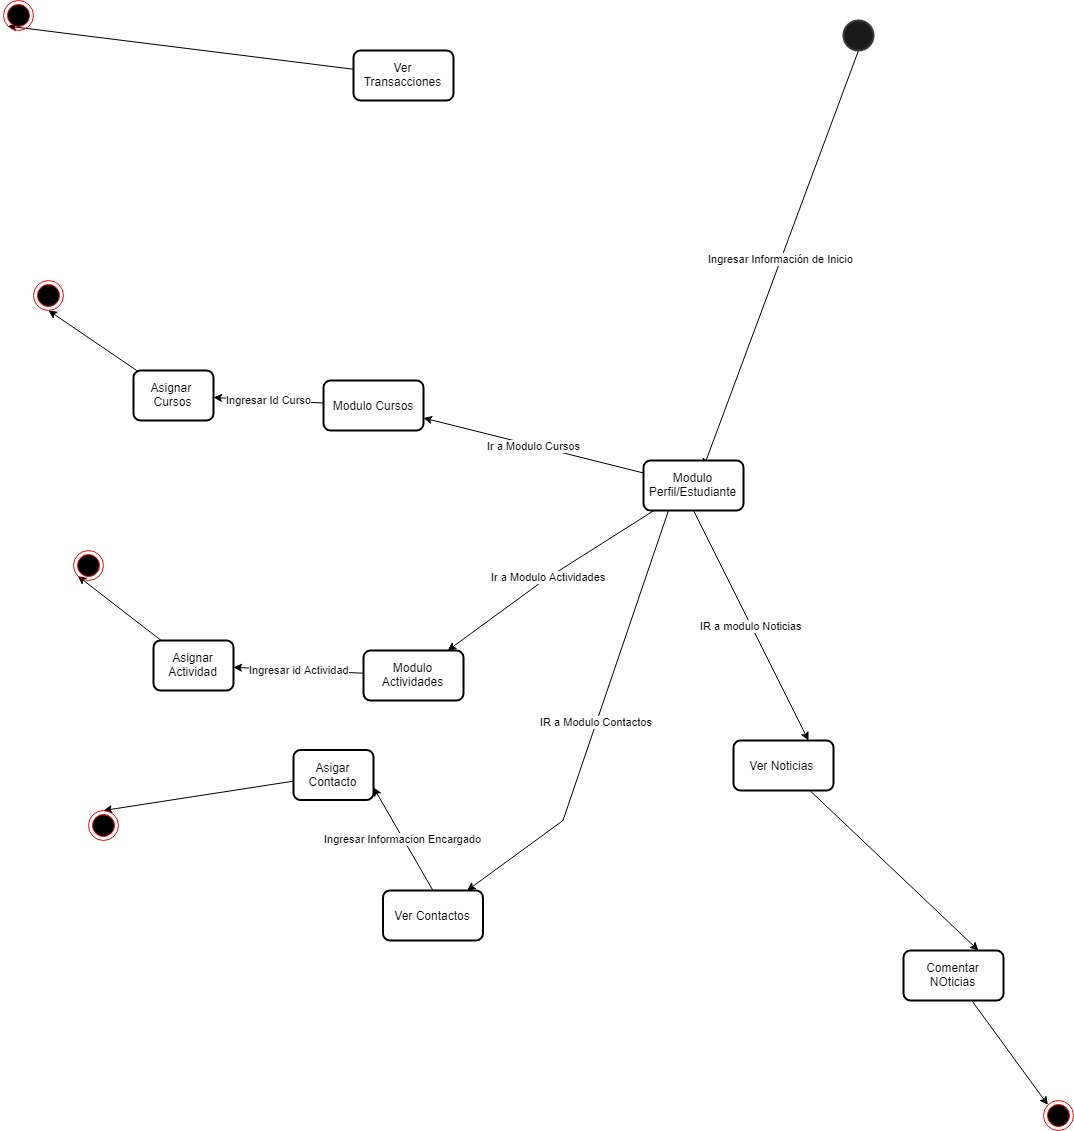 Ver
Transacciones
Ingresar Información de Inicio
Asignar
Cursos
Ingresar Id Curso
Modulo Cursos
Ir a Modulo Cursos
Modulo
Perfil/Estudiante
Ir a Modulo Actividades
IR a modulo Noticias
Asignar
Actividad
Ingresar id Actividad
Modulo
Actividades
IR a Modulo Contactos
Asigar
Contacto
Ver Noticias
Ingresar Informacion Encargado
Ver Contactos
Comentar
NOticias